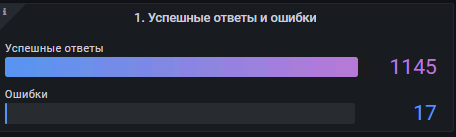 i
1. Успешные ответы и ошибки
Успешные ответы
1145
Ошибки
17